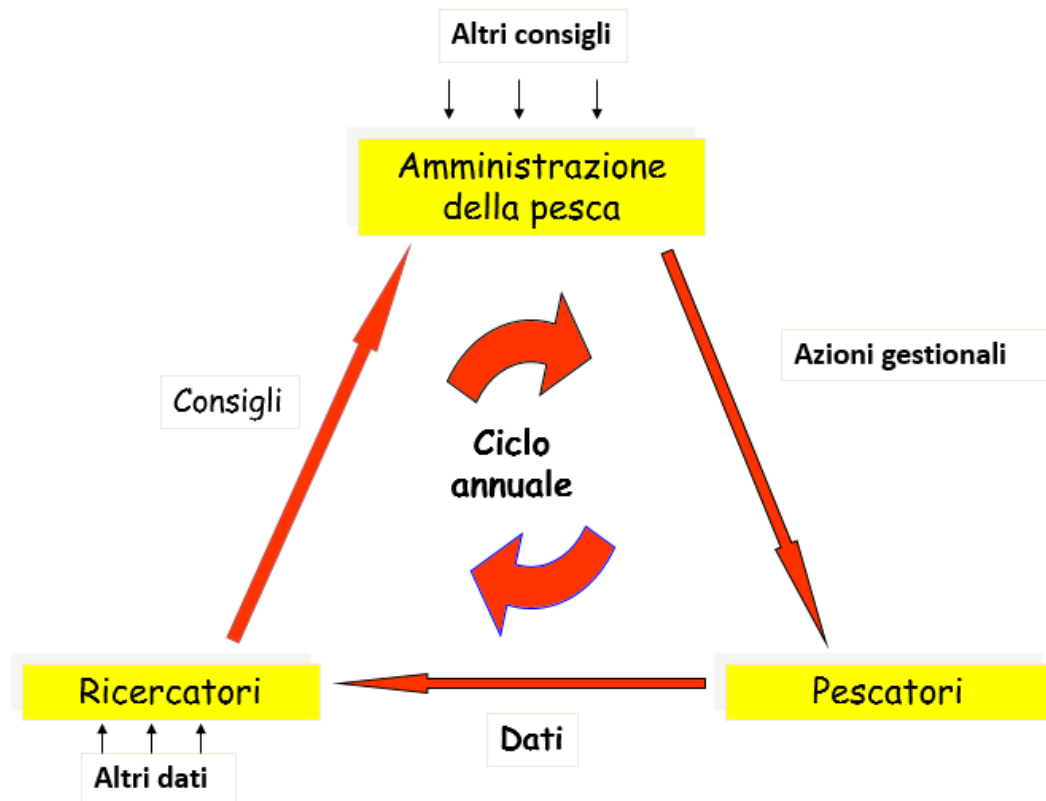 Altri consigli
Amministrazione
della pesca
Azioni gestionali
Consigli
Ciclo
annuale
Ricercatori
Pescatori
Dati
Altri dati